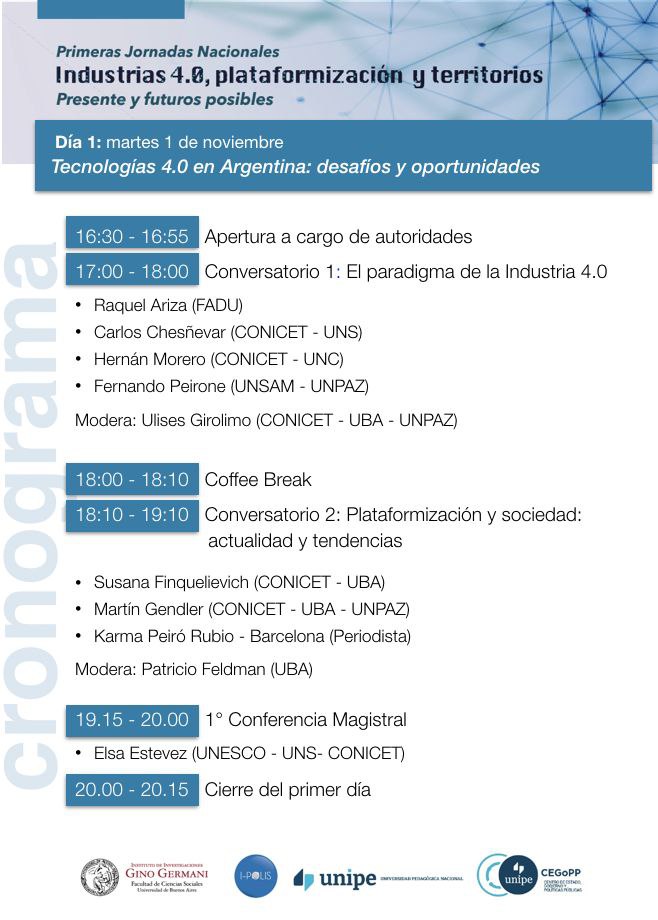 Primeras Jornadas Nacionales
Industrias 4.0, plataformización y territorios
Presente y futuros posibles
Día 1: martes 1 de noviembre
Tecnologías 4.0 en Argentina: desafíos y oportunidades
cronograma
16:30 - 16:55 Apertura a cargo de autoridades
17:00 - 18:00 Conversatorio 1: El paradigma de la Industria 4.0
• Raquel Ariza (FADU)
• Carlos Chesñevar (CONICET - UNS)
• Hernán Morero (CONICET - UNC)
• Fernando Peirone (UNSAM - UNPAZ)
Modera: Ulises Girolimo (CONICET - UBA - UNPAZ)
18:00 - 18:10 Coffee Break
18:10 - 19:10 Conversatorio 2: Plataformización y sociedad:
actualidad y tendencias
• Susana Finquelievich (CONICET - UBA)
• Martín Gendler (CONICET - UBA - UNPAZ)
• Karma Peiró Rubio - Barcelona (Periodista)
Modera: Patricio Feldman (UBA)
19.15 - 20.00 1° Conferencia Magistral
• Elsa Estevez (UNESCO - UNS- CONICET)
20.00 - 20.15 Cierre del primer día
INSTITUTO DE INVESTIGACIONES
GINO GERMANI
Facultad de Ciencias Sociales
Universidad de Buenos Aires
I-POLIS
unipe UNIVERSIDAD PEDAGÓGICA NACIONAL
unipe
CEGoPP
CENTRO DE ESTADO,
GOBIERNO Y
POLÍTICAS PÚBLICAS